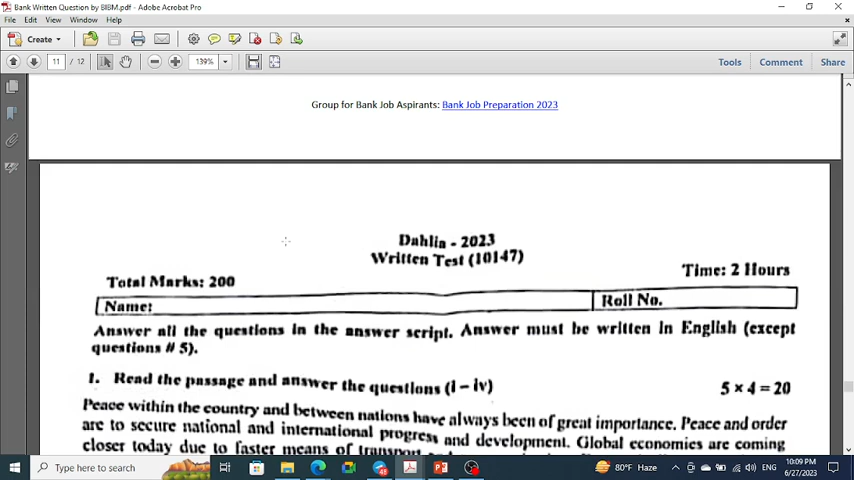 Bank Written Question by BIBM.pdf - Adobe Acrobat Pro
File Edit View Window Help
Create
11 / 12 139% Tools Comment Share
Group for Bank Job Aspirants: Bank Job Preparation 2023
Dahlia - 2023
Written Test (10147)
Total Marks: 200 Time: 2 Hours
Name: Roll No.
Answer all the questions in the answer script. Answer must be written in English (except
questions # 5).
1. Read the passage and answer the questions (i – iv) 5 × 4 = 20
Peace within the country and between nations have always been of great importance. Peace and order
are to secure national and international progress and development. Global economies are coming
closer today due to faster means of transport
Type here to search 80°F Haze ENG 10:09 PM
6/27/2023